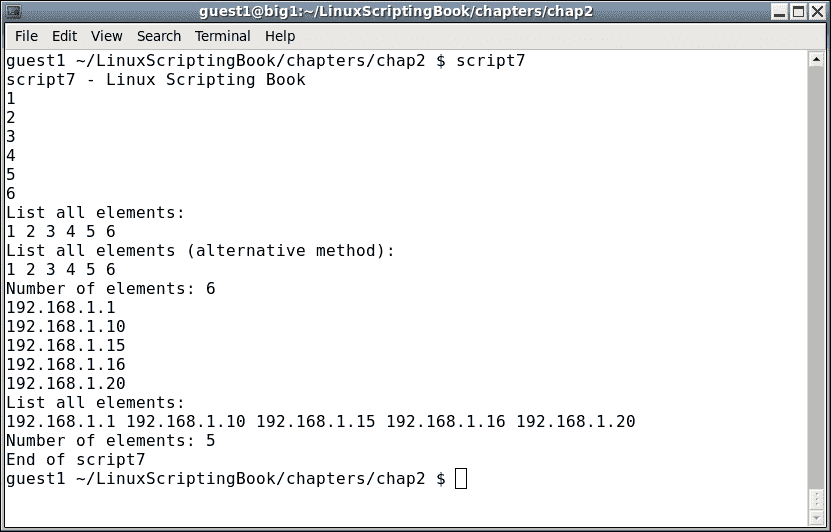 guest1@big1:~/LinuxScriptingBook/chapters/chap2
File Edit View Search Terminal Help
guest1 ~/LinuxScriptingBook/chapters/chap2 $ script7
script7 - Linux Scripting Book
1
2
3
4
5
6
List all elements:
1 2 3 4 5 6
List all elements (alternative method):
1 2 3 4 5 6
Number of elements: 6
192.168.1.1
192.168.1.10
192.168.1.15
192.168.1.16
192.168.1.20
List all elements:
192.168.1.1 192.168.1.10 192.168.1.15 192.168.1.16 192.168.1.20
Number of elements: 5
End of script7
guest1 ~/LinuxScriptingBook/chapters/chap2 $